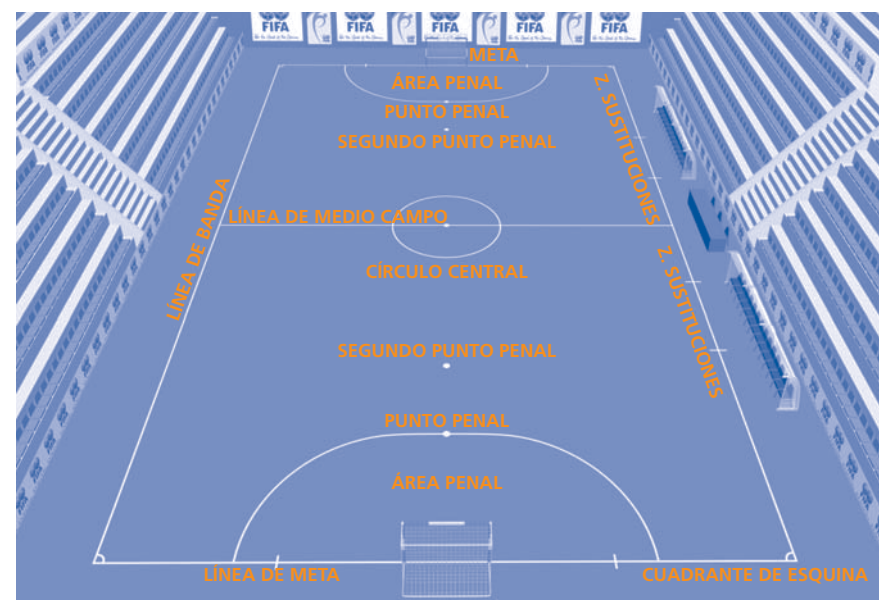 FIFA FIFA FIFA FIFA FIFA
META
ÁREA PENAL
PUNTO PENAL
SEGUNDO PUNTO PENAL
Z. SUSTITUCIONES
LÍNEA DE BANDA
LÍNEA DE MEDIO CAMPO
Z. SUSTITUCIONES
CÍRCULO CENTRAL
SEGUNDO PUNTO PENAL
PUNTO PENAL
ÁREA PENAL
LÍNEA DE META
CUADRANTE DE ESQUINA